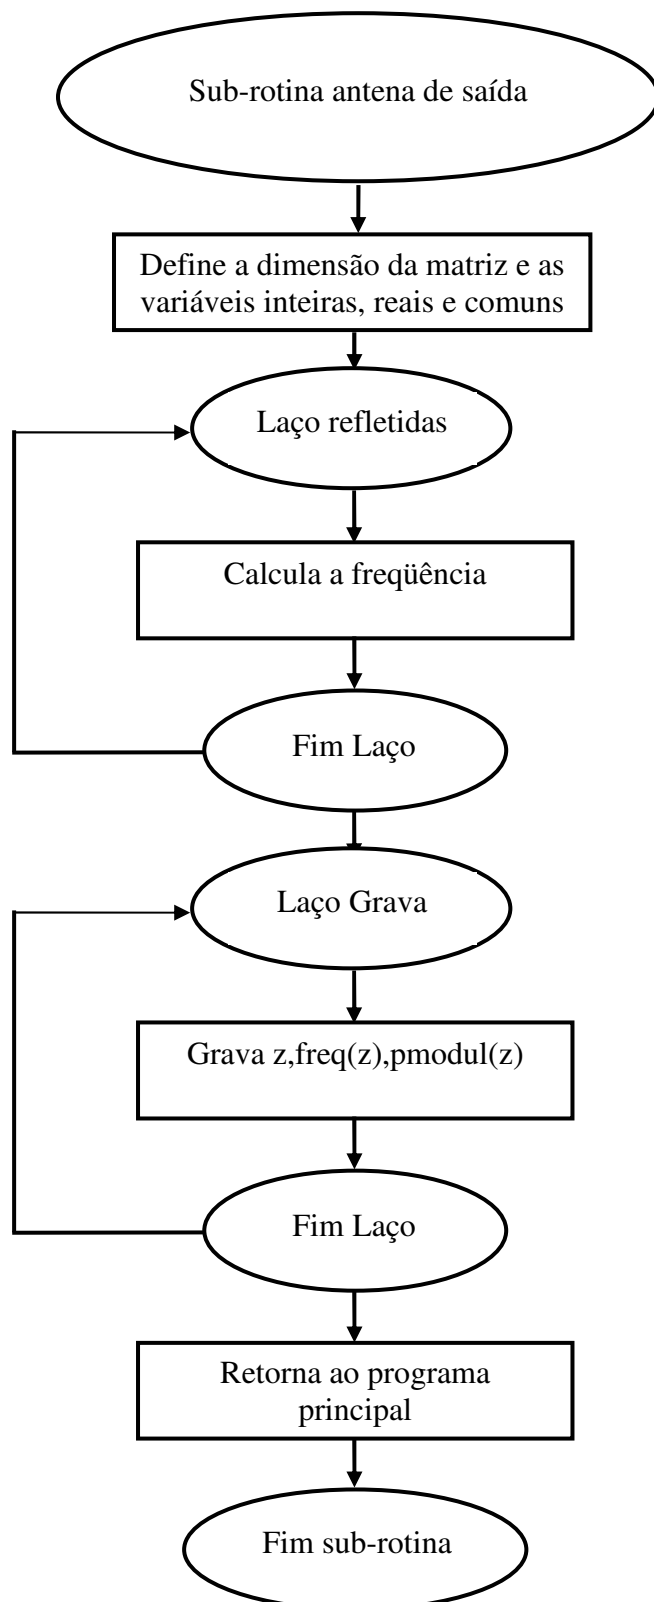 Sub-rotina antena de saída
Define a dimensão da matriz e as
variáveis inteiras, reais e comuns
Laço refletidas
Calcula a freqüência
Fim Laço
Laço Grava
Grava z,freq(z),pmodul(z)
Fim Laço
Retorna ao programa
principal
Fim sub-rotina